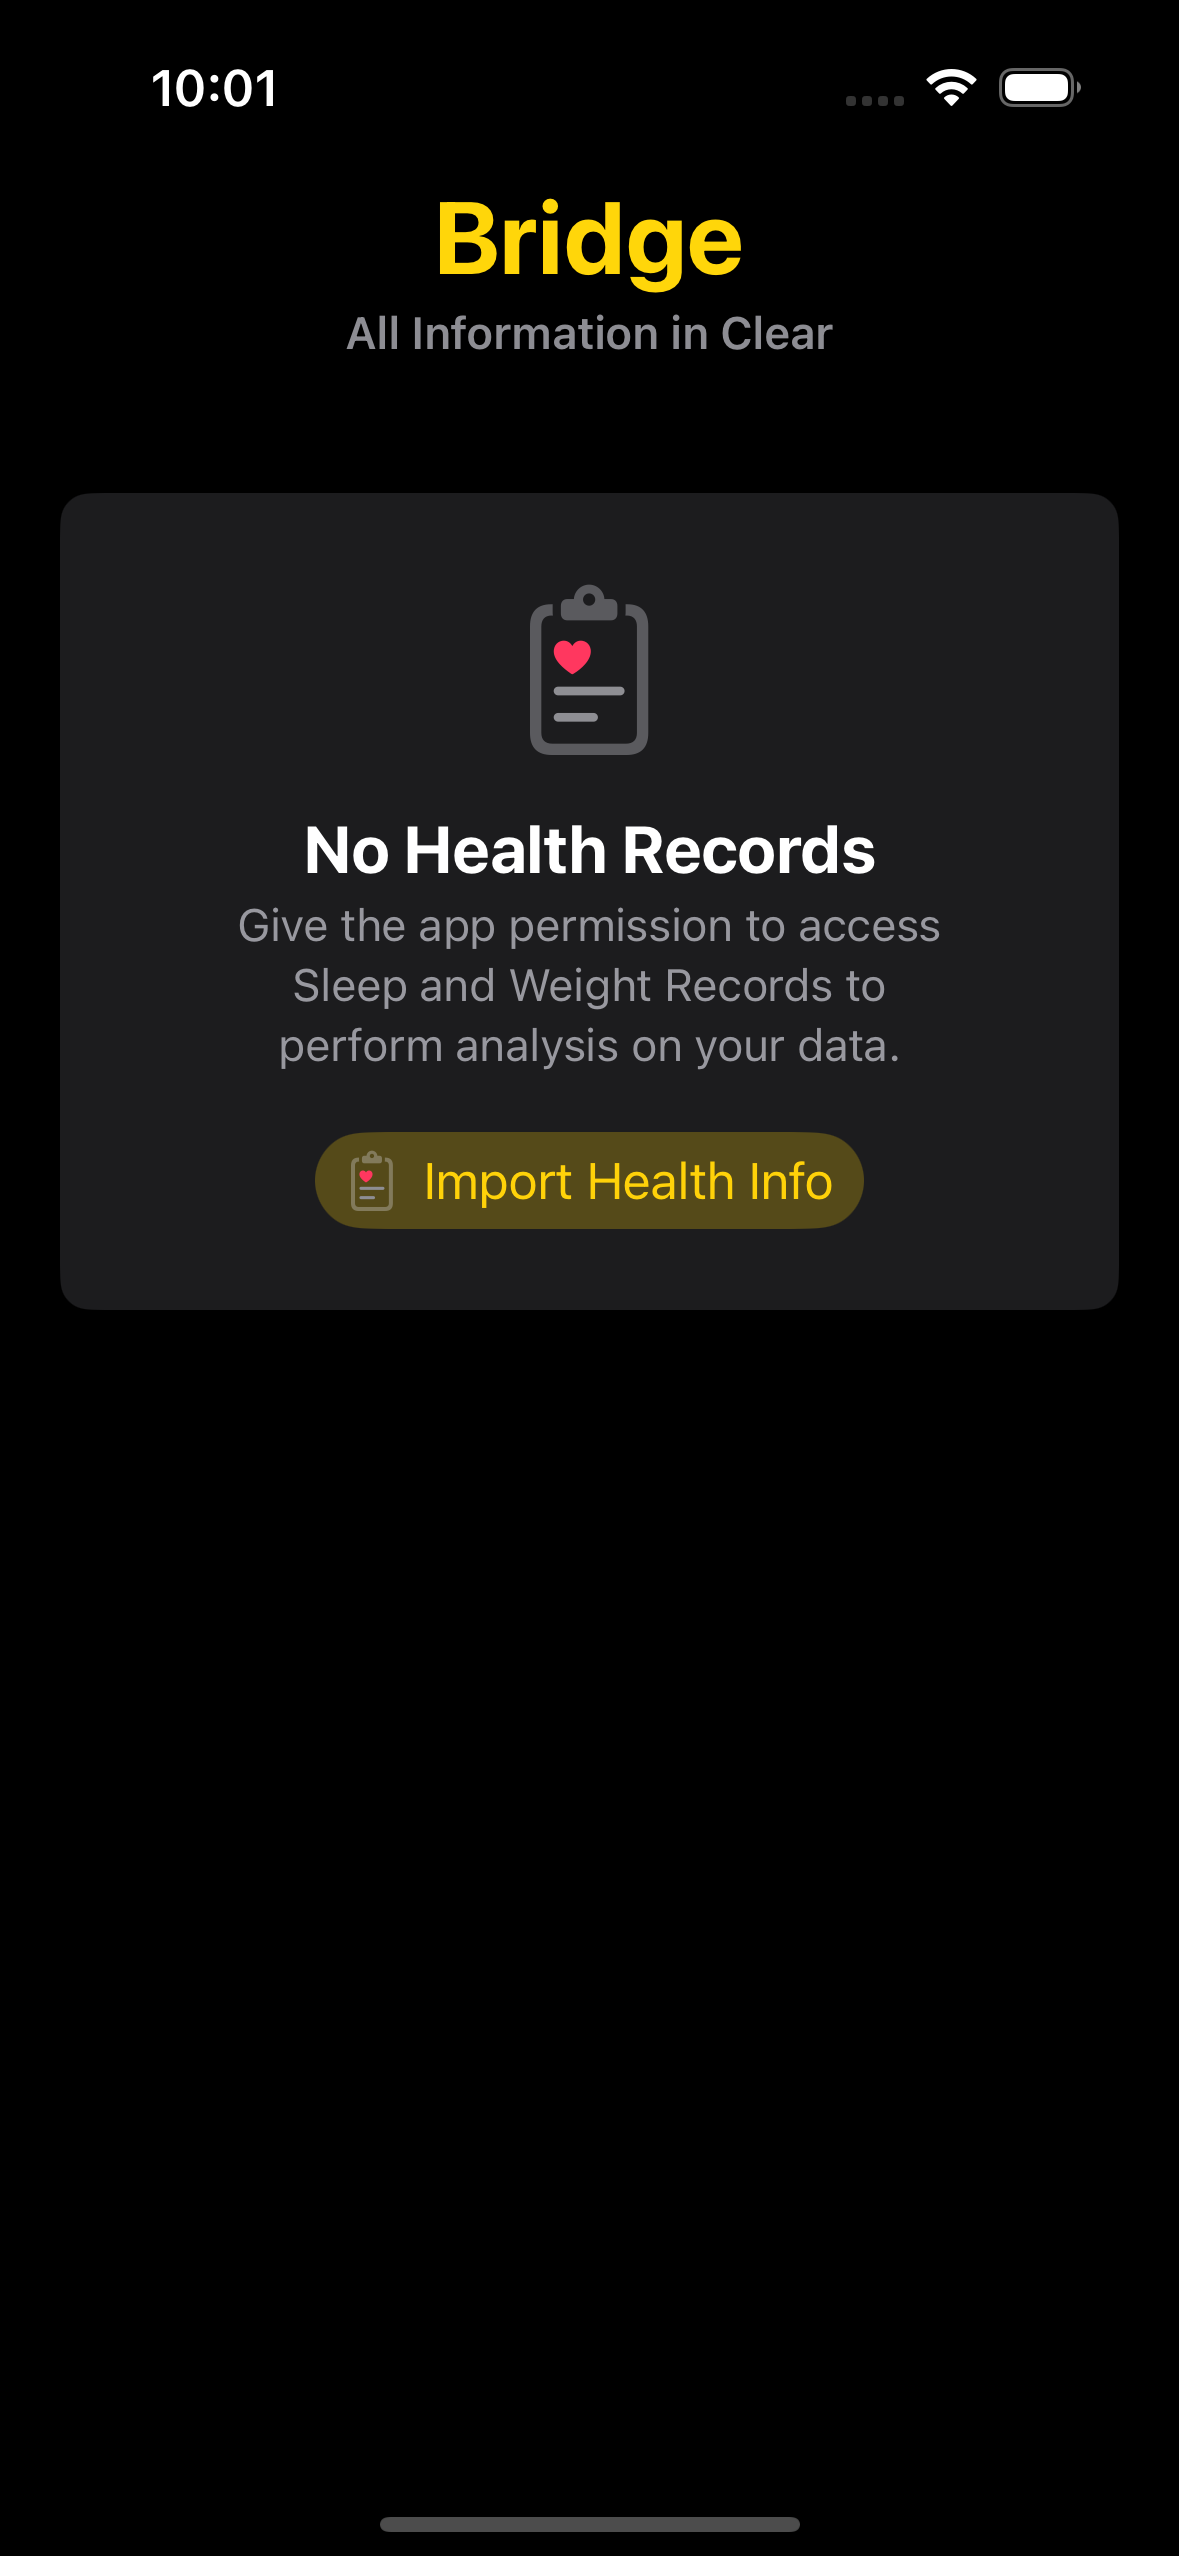 10:01
Bridge
All Information in Clear
No Health Records
Give the app permission to access
Sleep and Weight Records to
perform analysis on your data.
Import Health Info